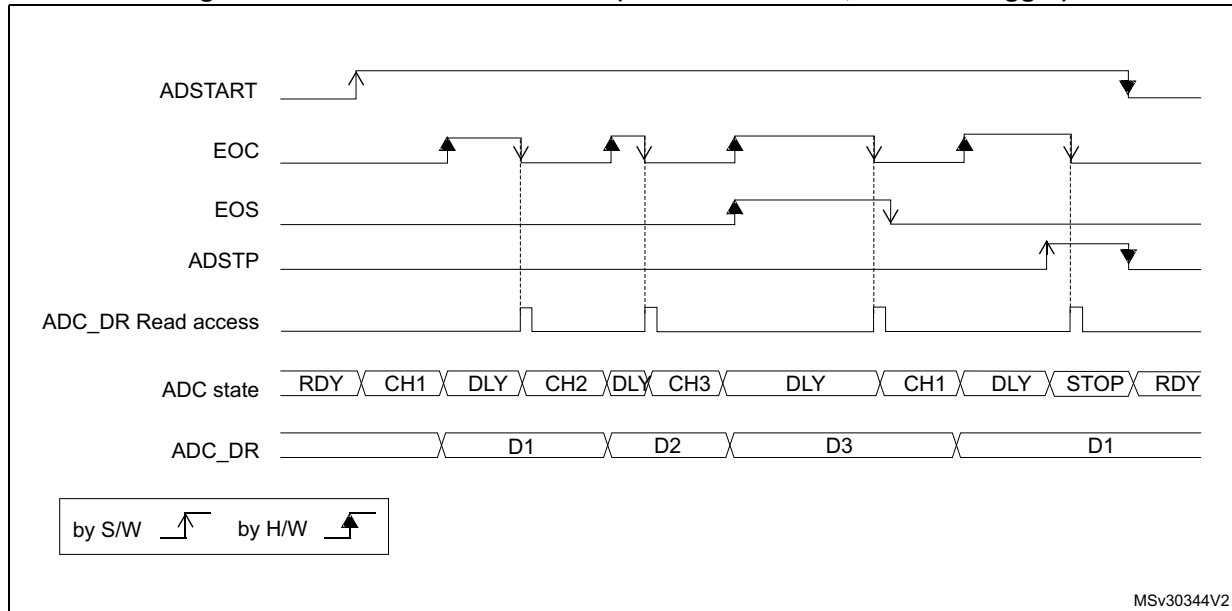 ADSTART
EOC
EOS
ADSTP
ADC_DR Read access
ADC state RDY CH1 DLY CH2 DLY CH3 DLY CH1 DLY STOP RDY
ADC_DR D1 D2 D3 D1
by S/W by H/W
MSv30344V2